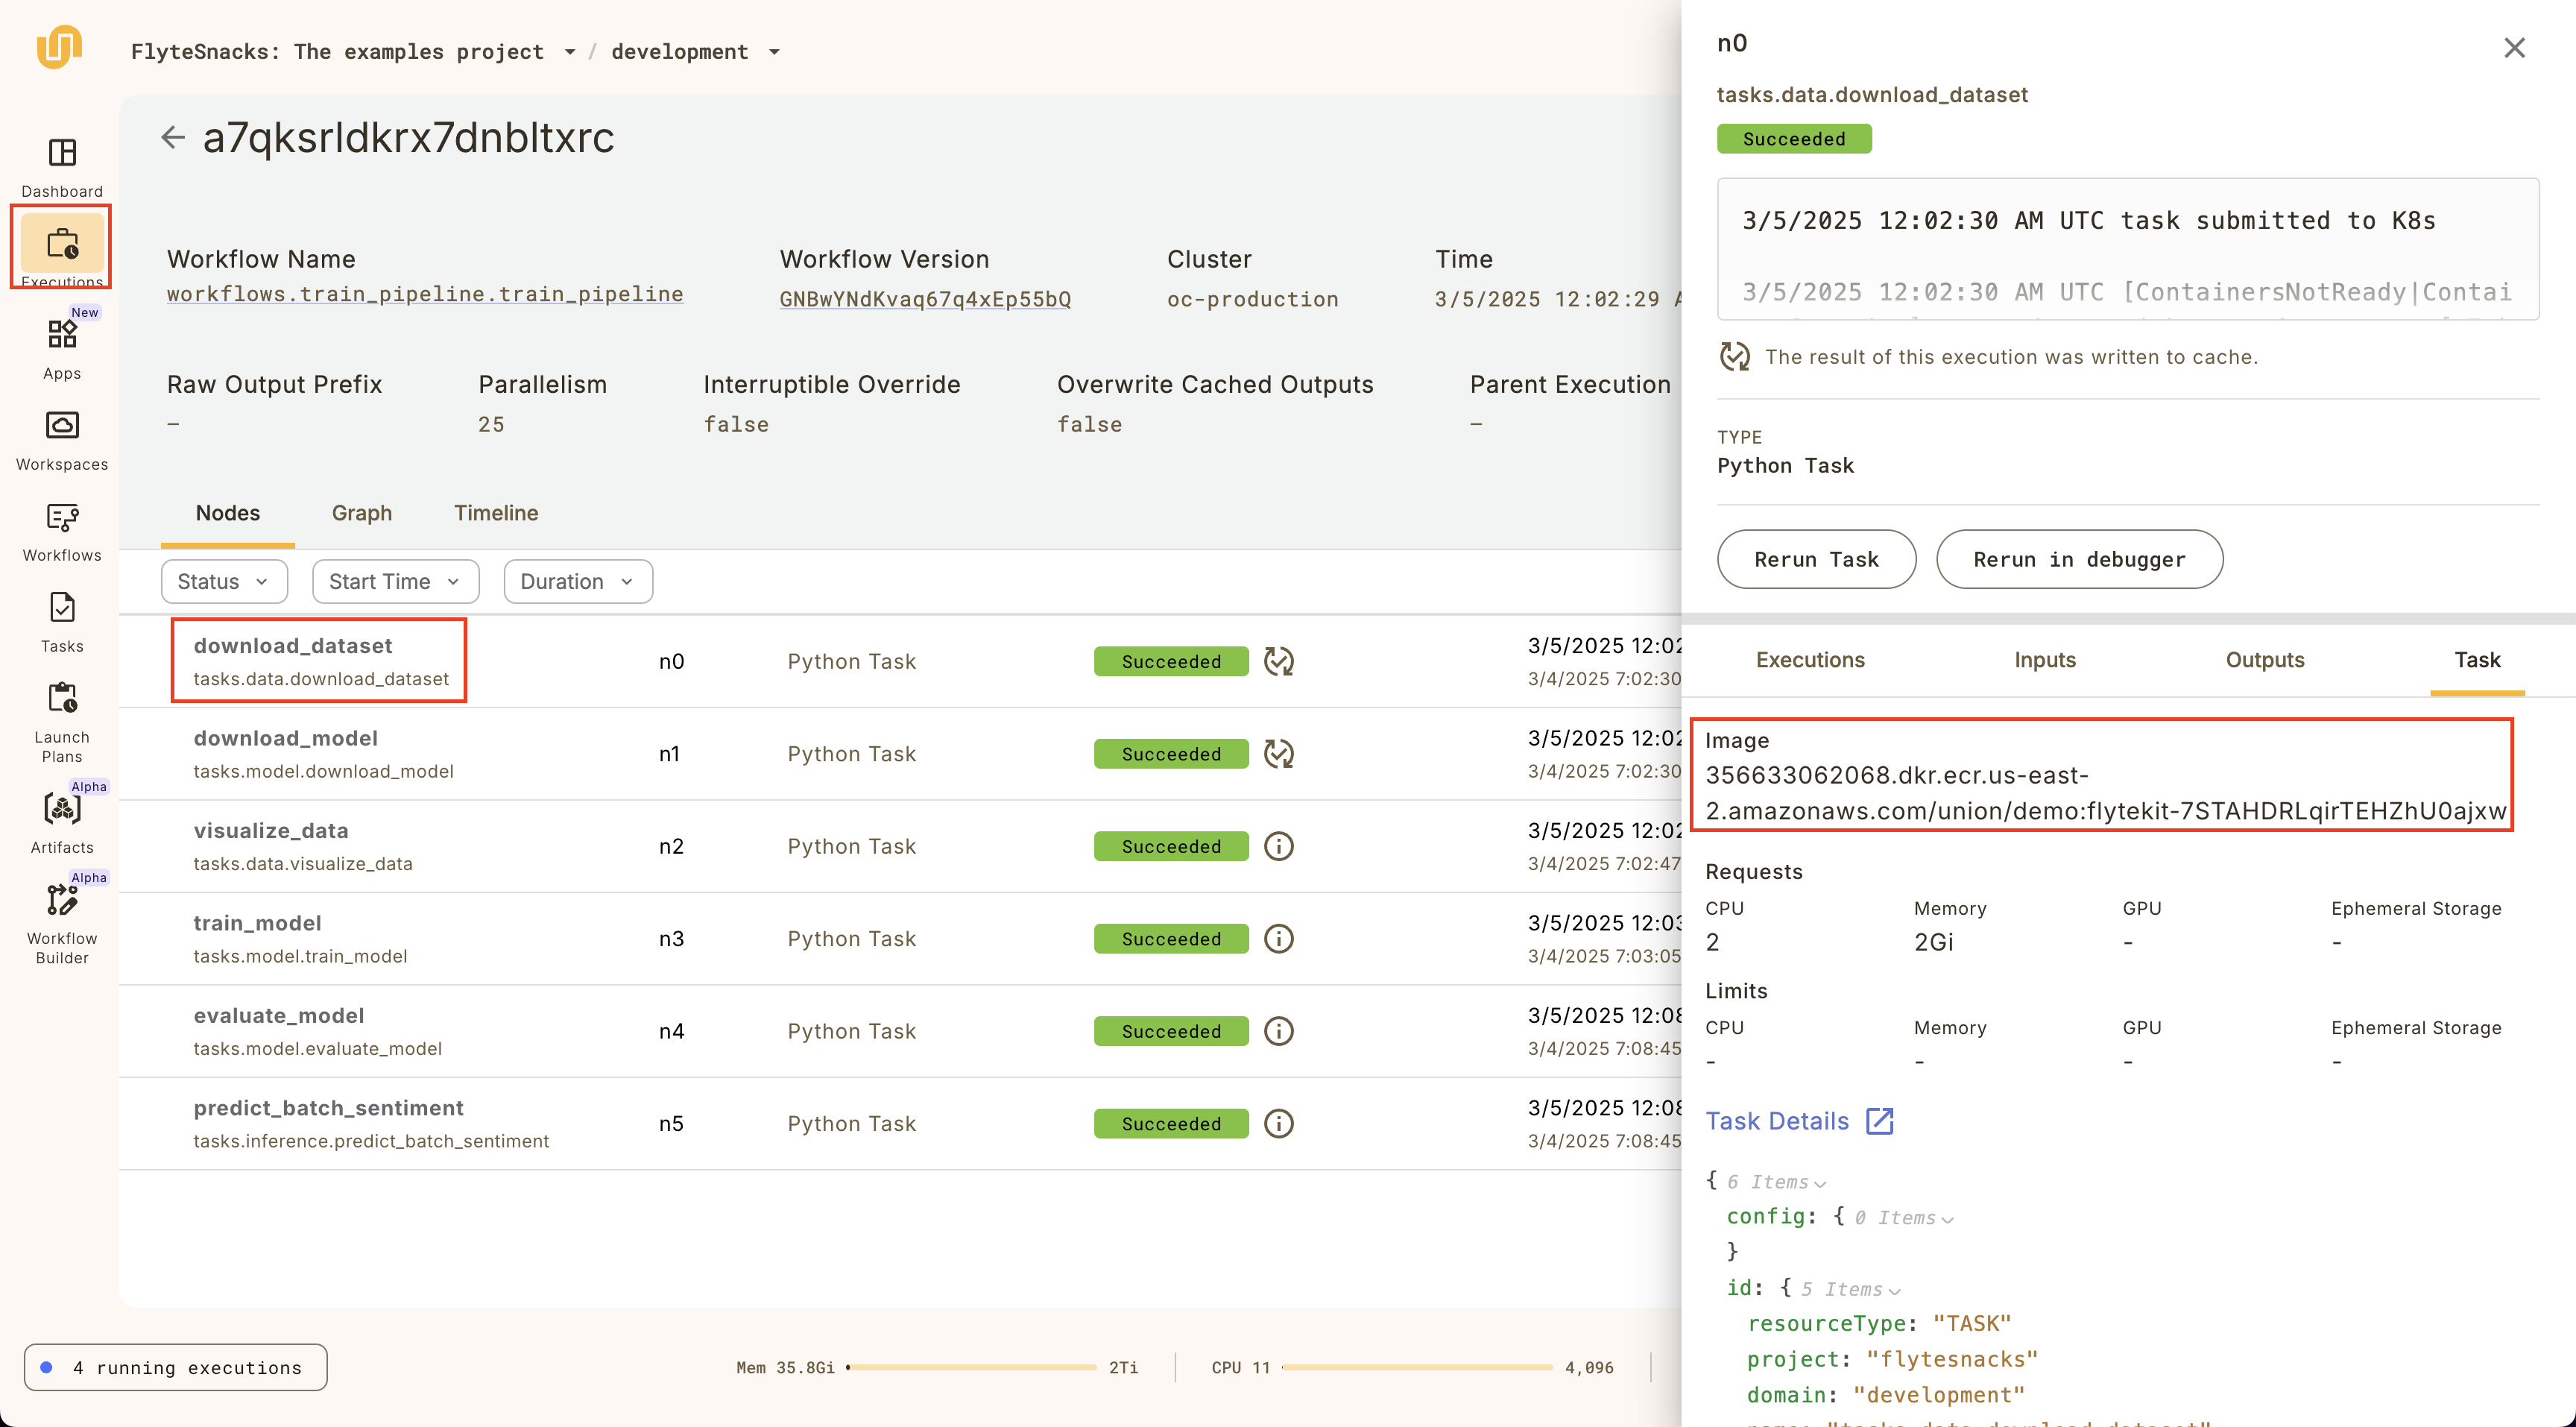 FlyteSnacks: The examples project / development
Dashboard
Executions
New
Apps
Workspaces
Workflows
Tasks
Launch
Plans
Alpha
Artifacts
Alpha
Workflow
Builder
a7qksrldkrx7dnbltxrc
Workflow Name
workflows.train_pipeline.train_pipeline
Workflow Version
GNBwYNdKvaq67q4xEp55bQ
Cluster
oc-production
Time
3/5/2025 12:02:29
Raw Output Prefix
–
Parallelism
25
Interruptible Override
false
Overwrite Cached Outputs
false
Parent Execution
–
Nodes Graph Timeline
Status Start Time Duration
download_dataset
tasks.data.download_dataset
n0 Python Task Succeeded
3/5/2025 12:02
3/4/2025 7:02:30
download_model
tasks.model.download_model
n1 Python Task Succeeded
3/5/2025 12:02
3/4/2025 7:02:30
visualize_data
tasks.data.visualize_data
n2 Python Task Succeeded
3/5/2025 12:02
3/4/2025 7:02:47
train_model
tasks.model.train_model
n3 Python Task Succeeded
3/5/2025 12:03
3/4/2025 7:03:05
evaluate_model
tasks.model.evaluate_model
n4 Python Task Succeeded
3/5/2025 12:08
3/4/2025 7:08:45
predict_batch_sentiment
tasks.inference.predict_batch_sentiment
n5 Python Task Succeeded
3/5/2025 12:08
3/4/2025 7:08:45
4 running executions
Mem 35.8Gi 2Ti
CPU 11 4,096
n0
tasks.data.download_dataset
Succeeded
3/5/2025 12:02:30 AM UTC task submitted to K8s
3/5/2025 12:02:30 AM UTC [ContainersNotReady|Contai
The result of this execution was written to cache.
TYPE
Python Task
Rerun Task Rerun in debugger
Executions Inputs Outputs Task
Image
356633062068.dkr.ecr.us-east-
2.amazonaws.com/union/demo:flytekit-7STAHDRLqirTEHZhU0ajxw
Requests
CPU Memory GPU Ephemeral Storage
2 2Gi - -
Limits
CPU Memory GPU Ephemeral Storage
- - - -
Task Details
{ 6 Items
config: { 0 Items
}
id: { 5 Items
resourceType: "TASK"
project: "flytesnacks"
domain: "development"